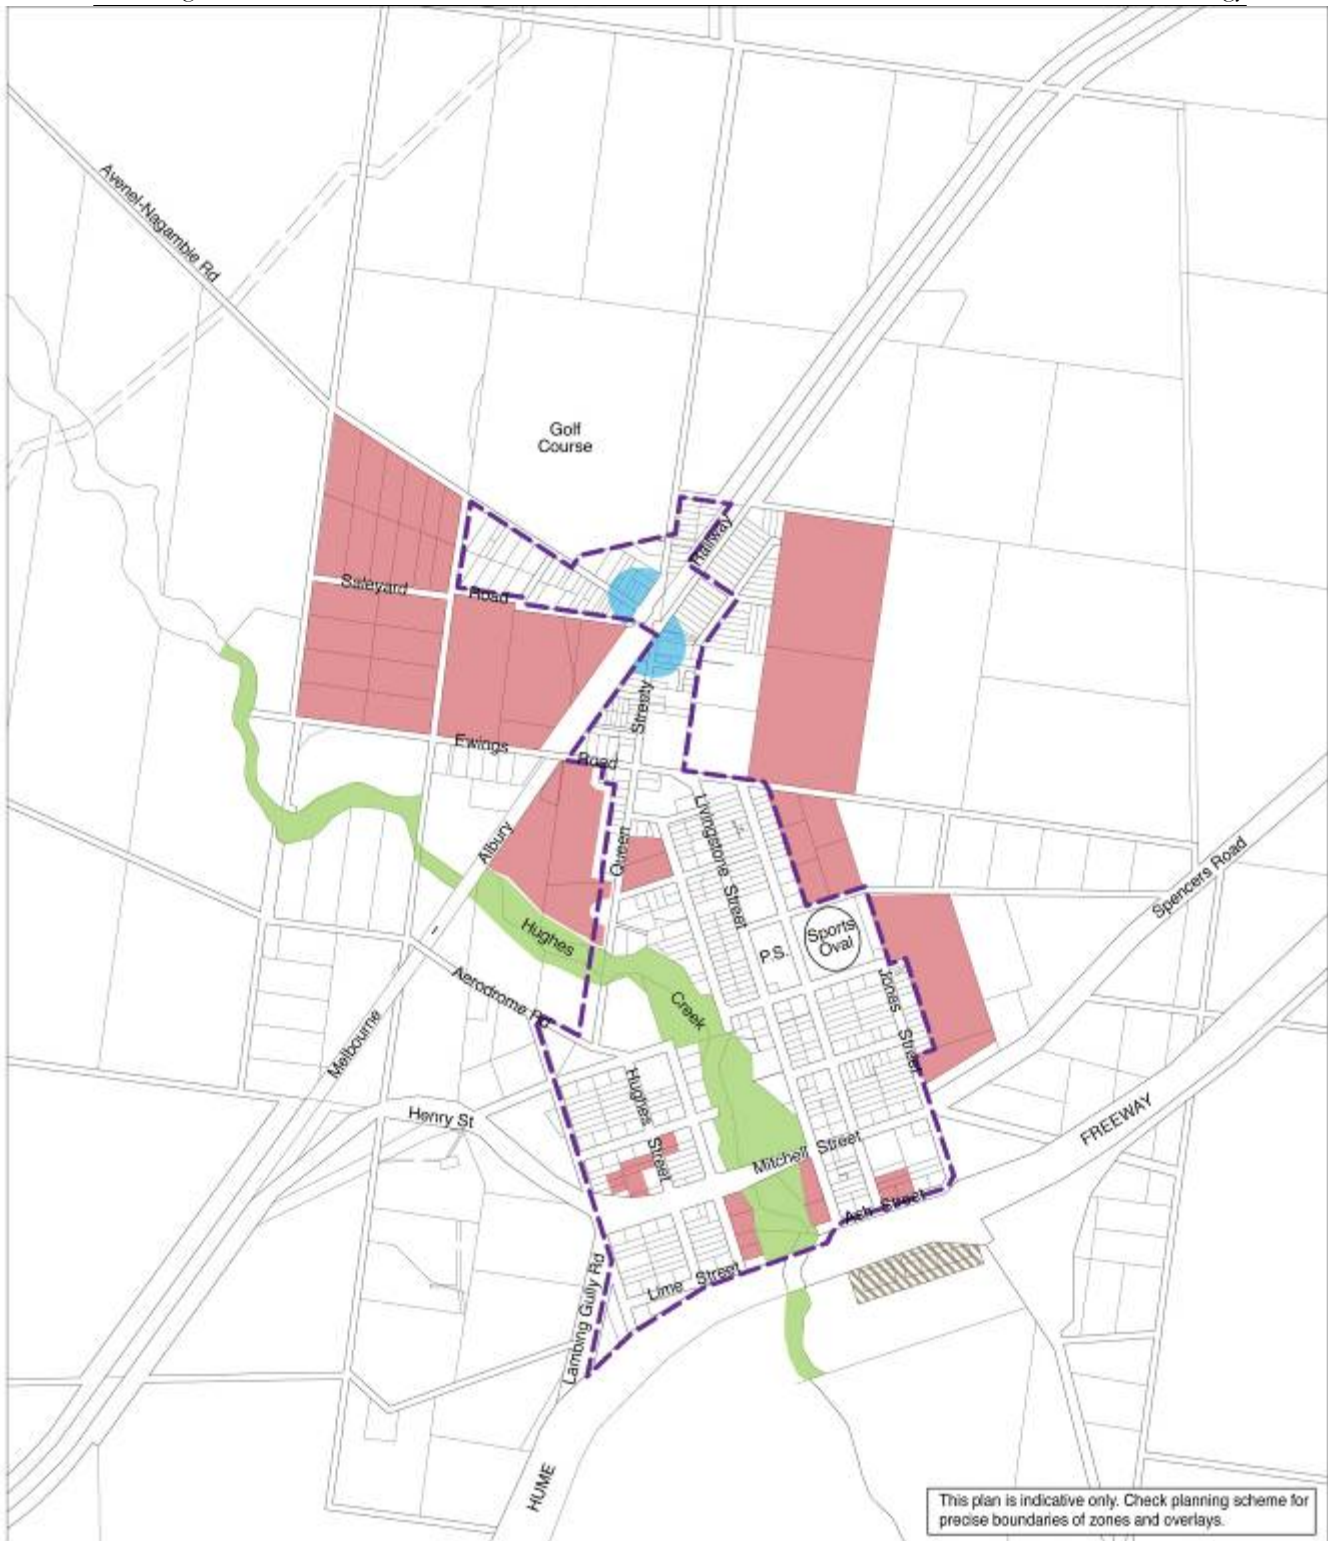 Avenel-Nagambie Rd
Golf
Course
Railway
Saleyard
Road
Streety
Ewings
Road
Albury
Queen
Livingstone Street
Spencers Road
Sports
Oval
P.S.
Hughes
Creek
Jones Street
Aerodrome Rd
Melbourne
Hughes Street
Henry St
FREEWAY
Mitchell Street
Ash Street
Lime Street
Lambing Gully Rd
HUME
This plan is indicative only. Check planning scheme for
precise boundaries of zones and overlays.